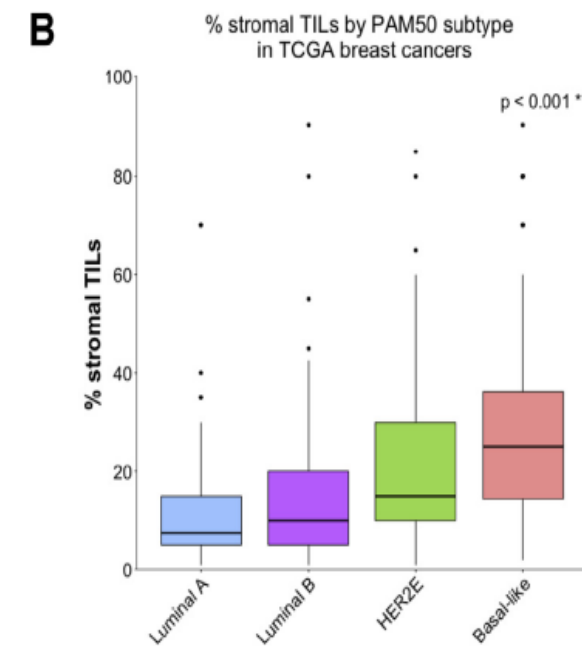 B
% stromal TILs by PAM50 subtype
in TCGA breast cancers
p < 0.001 *
% stromal TILs
100
80
60
40
20
0
Luminal A
Luminal B
HER2E
Basal-like